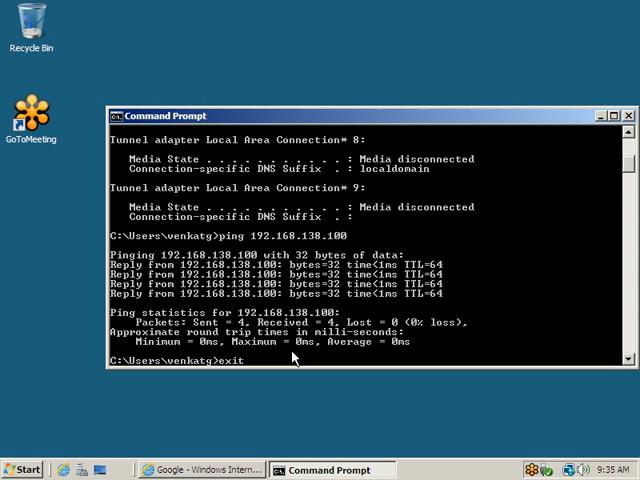 Recycle Bin
GoToMeeting
Command Prompt
Tunnel adapter Local Area Connection* 8:
Media State . . . . . . . . . . . : Media disconnected
Connection-specific DNS Suffix  . : localdomain
Tunnel adapter Local Area Connection* 9:
Media State . . . . . . . . . . . : Media disconnected
Connection-specific DNS Suffix  . :
C:\Users\venkatg>ping 192.168.138.100
Pinging 192.168.138.100 with 32 bytes of data:
Reply from 192.168.138.100: bytes=32 time<1ms TTL=64
Reply from 192.168.138.100: bytes=32 time<1ms TTL=64
Reply from 192.168.138.100: bytes=32 time<1ms TTL=64
Reply from 192.168.138.100: bytes=32 time<1ms TTL=64
Ping statistics for 192.168.138.100:
Packets: Sent = 4, Received = 4, Lost = 0 (0% loss),
Approximate round trip times in milli-seconds:
Minimum = 0ms, Maximum = 0ms, Average = 0ms
C:\Users\venkatg>exit
Start
Google - Windows Intern...
Command Prompt
9:35 AM